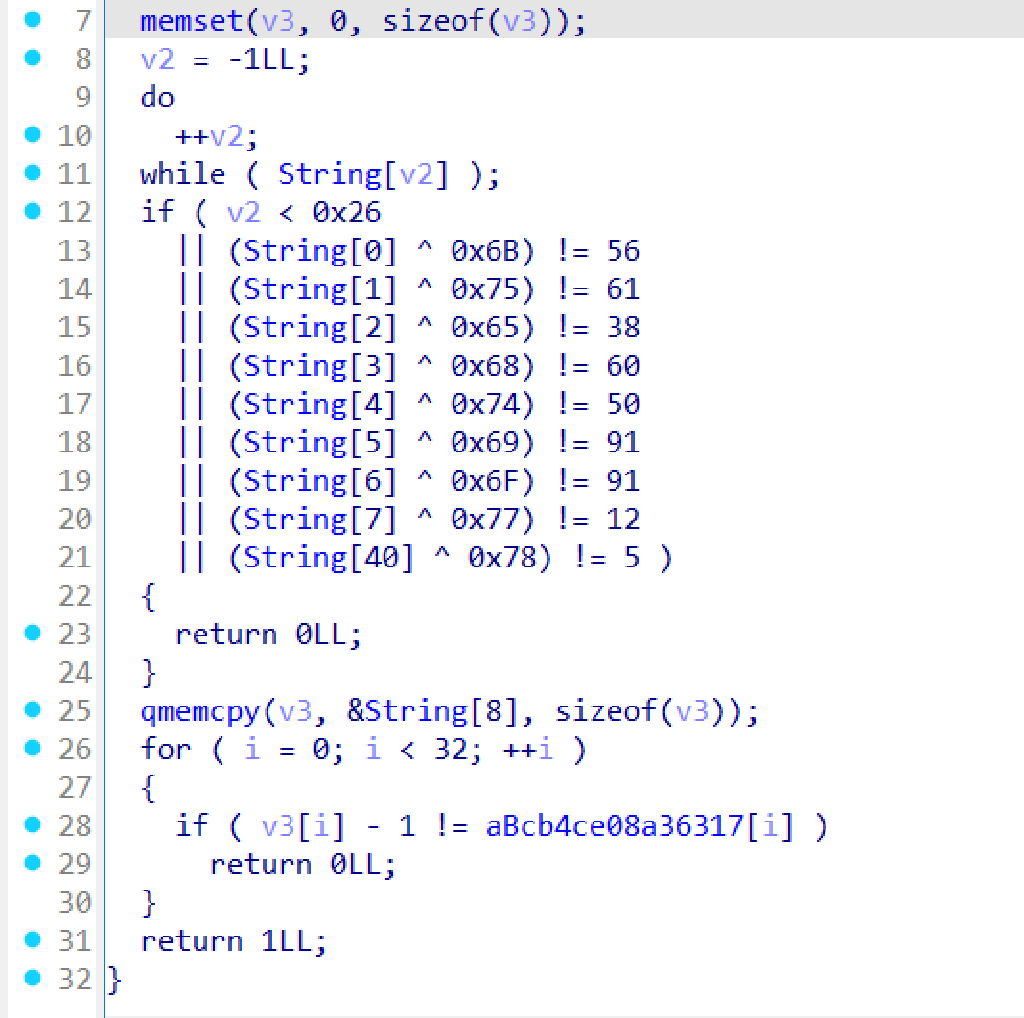 7 memset(v3, 0, sizeof(v3));
8 v2 = -1LL;
9 do
10 ++v2;
11 while ( String[v2] );
12 if ( v2 < 0x26
13 || (String[0] ^ 0x6B) != 56
14 || (String[1] ^ 0x75) != 61
15 || (String[2] ^ 0x65) != 38
16 || (String[3] ^ 0x68) != 60
17 || (String[4] ^ 0x74) != 50
18 || (String[5] ^ 0x69) != 91
19 || (String[6] ^ 0x6F) != 91
20 || (String[7] ^ 0x77) != 12
21 || (String[40] ^ 0x78) != 5 )
22 {
23 return 0LL;
24 }
25 qmemcpy(v3, &String[8], sizeof(v3));
26 for ( i = 0; i < 32; ++i )
27 {
28 if ( v3[i] - 1 != aBcb4ce08a36317[i] )
29 return 0LL;
30 }
31 return 1LL;
32 }